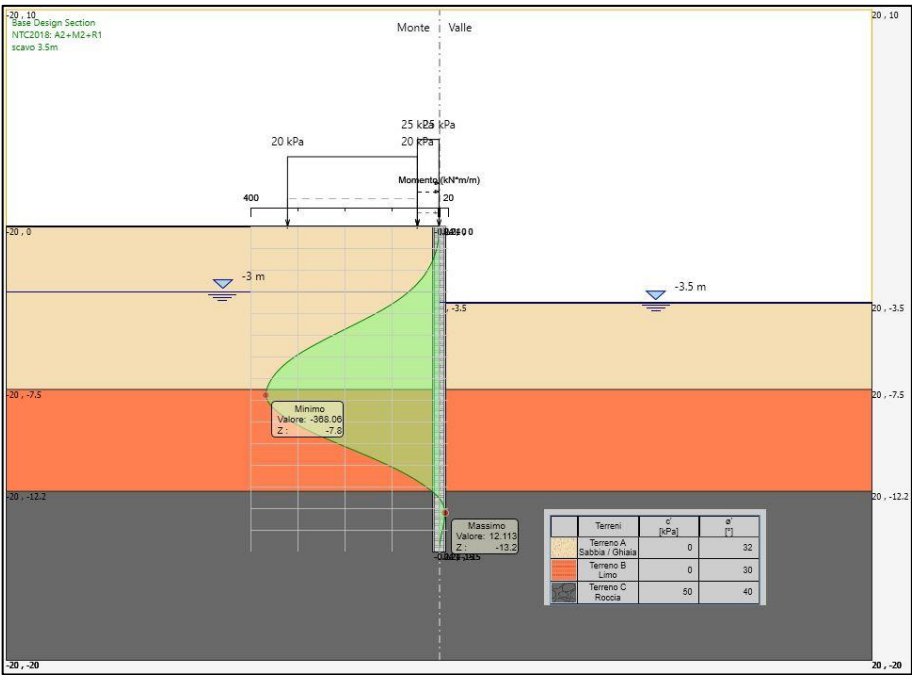 -20 , 10
20 , 10
Base Design Section
NTC2018: A2+M2+R1
scavo 3.5m
Monte
Valle
25 kPa
25 kPa
20 kPa
20 kPa
Momento (kN*m/m)
400
20
-20 , 0
-3 m
-3.5 m
, -3.5
20 , -3.5
-20 , -7.5
20 , -7.5
Minimo
Valore: -368.06
Z : -7.8
-20 , -12.2
20 , -12.2
Massimo
Valore: 12.113
Z : -13.2
Terreni c' [kPa] ø' [°]
Terreno A Sabbia / Ghiaia 0 32
Terreno B Limo 0 30
Terreno C Roccia 50 40
-20 , -20
20 , -20